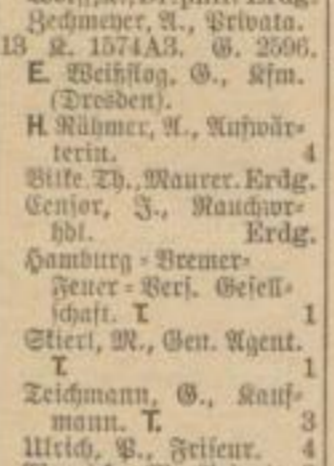 Zechmeyer, A., Privata.
13 K. 1574A3. G. 2596.
E. Weißflog, G., Kfm.
(Dresden).
H. Rühmer, A., Aufwär-
terin. 4
Bilke, Th., Maurer. Erdg.
Censor, J., Rauchwr-
hdl. Erdg.
Hamburg-Bremer-
Feuer-Vers. Gesell-
schaft. T. 1
Skierl, M., Gen. Agent.
T. 1
Teichmann, G., Kauf-
mann. T. 3
Ulrich, P., Friseur. 4